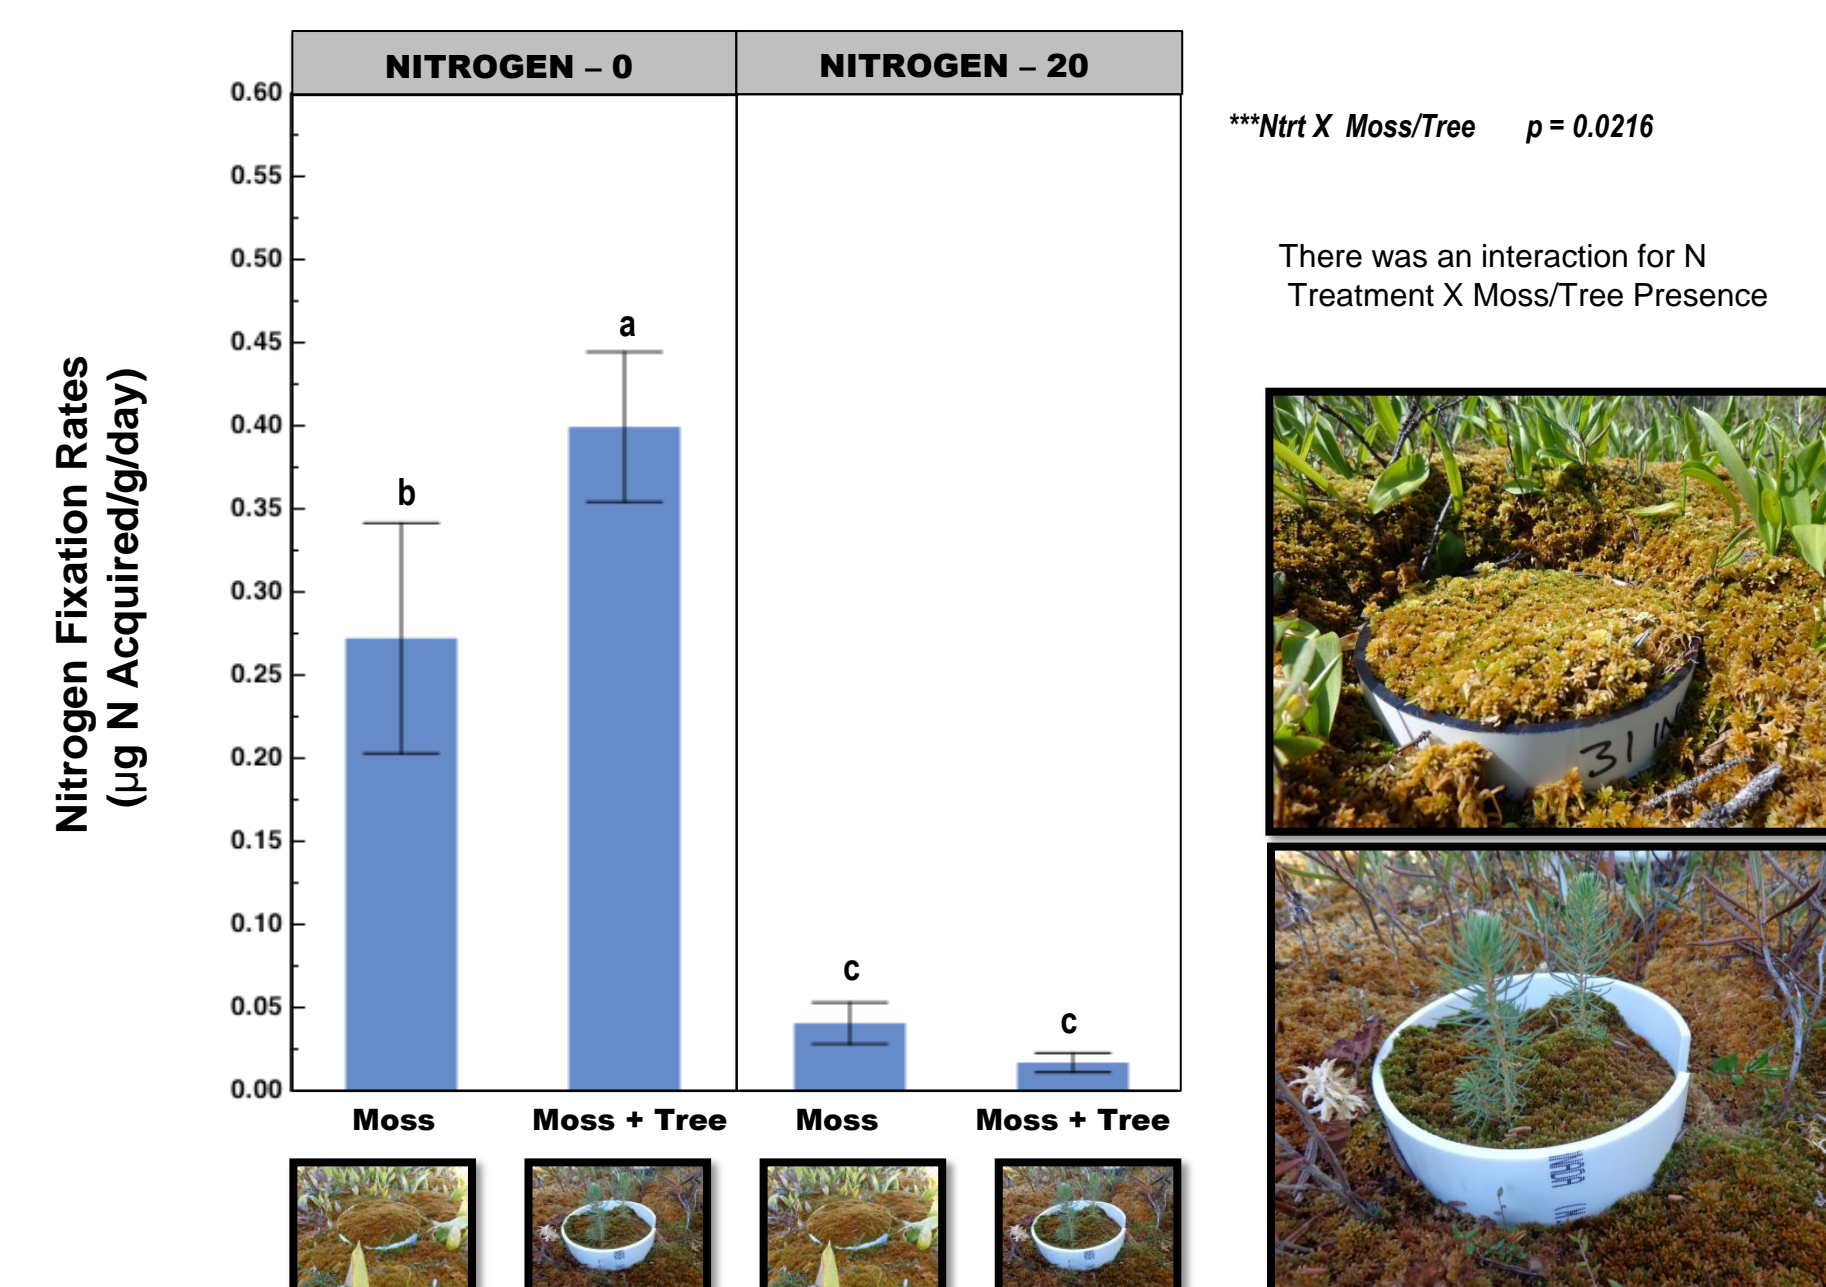 NITROGEN – 0
NITROGEN – 20
0.60
0.55
0.50
0.45
0.40
0.35
0.30
0.25
0.20
0.15
0.10
0.05
0.00
Nitrogen Fixation Rates
(µg N Acquired/g/day)
b
a
c
c
Moss
Moss + Tree
Moss
Moss + Tree
***Ntrt X Moss/Tree p = 0.0216
There was an interaction for N
Treatment X Moss/Tree Presence
31